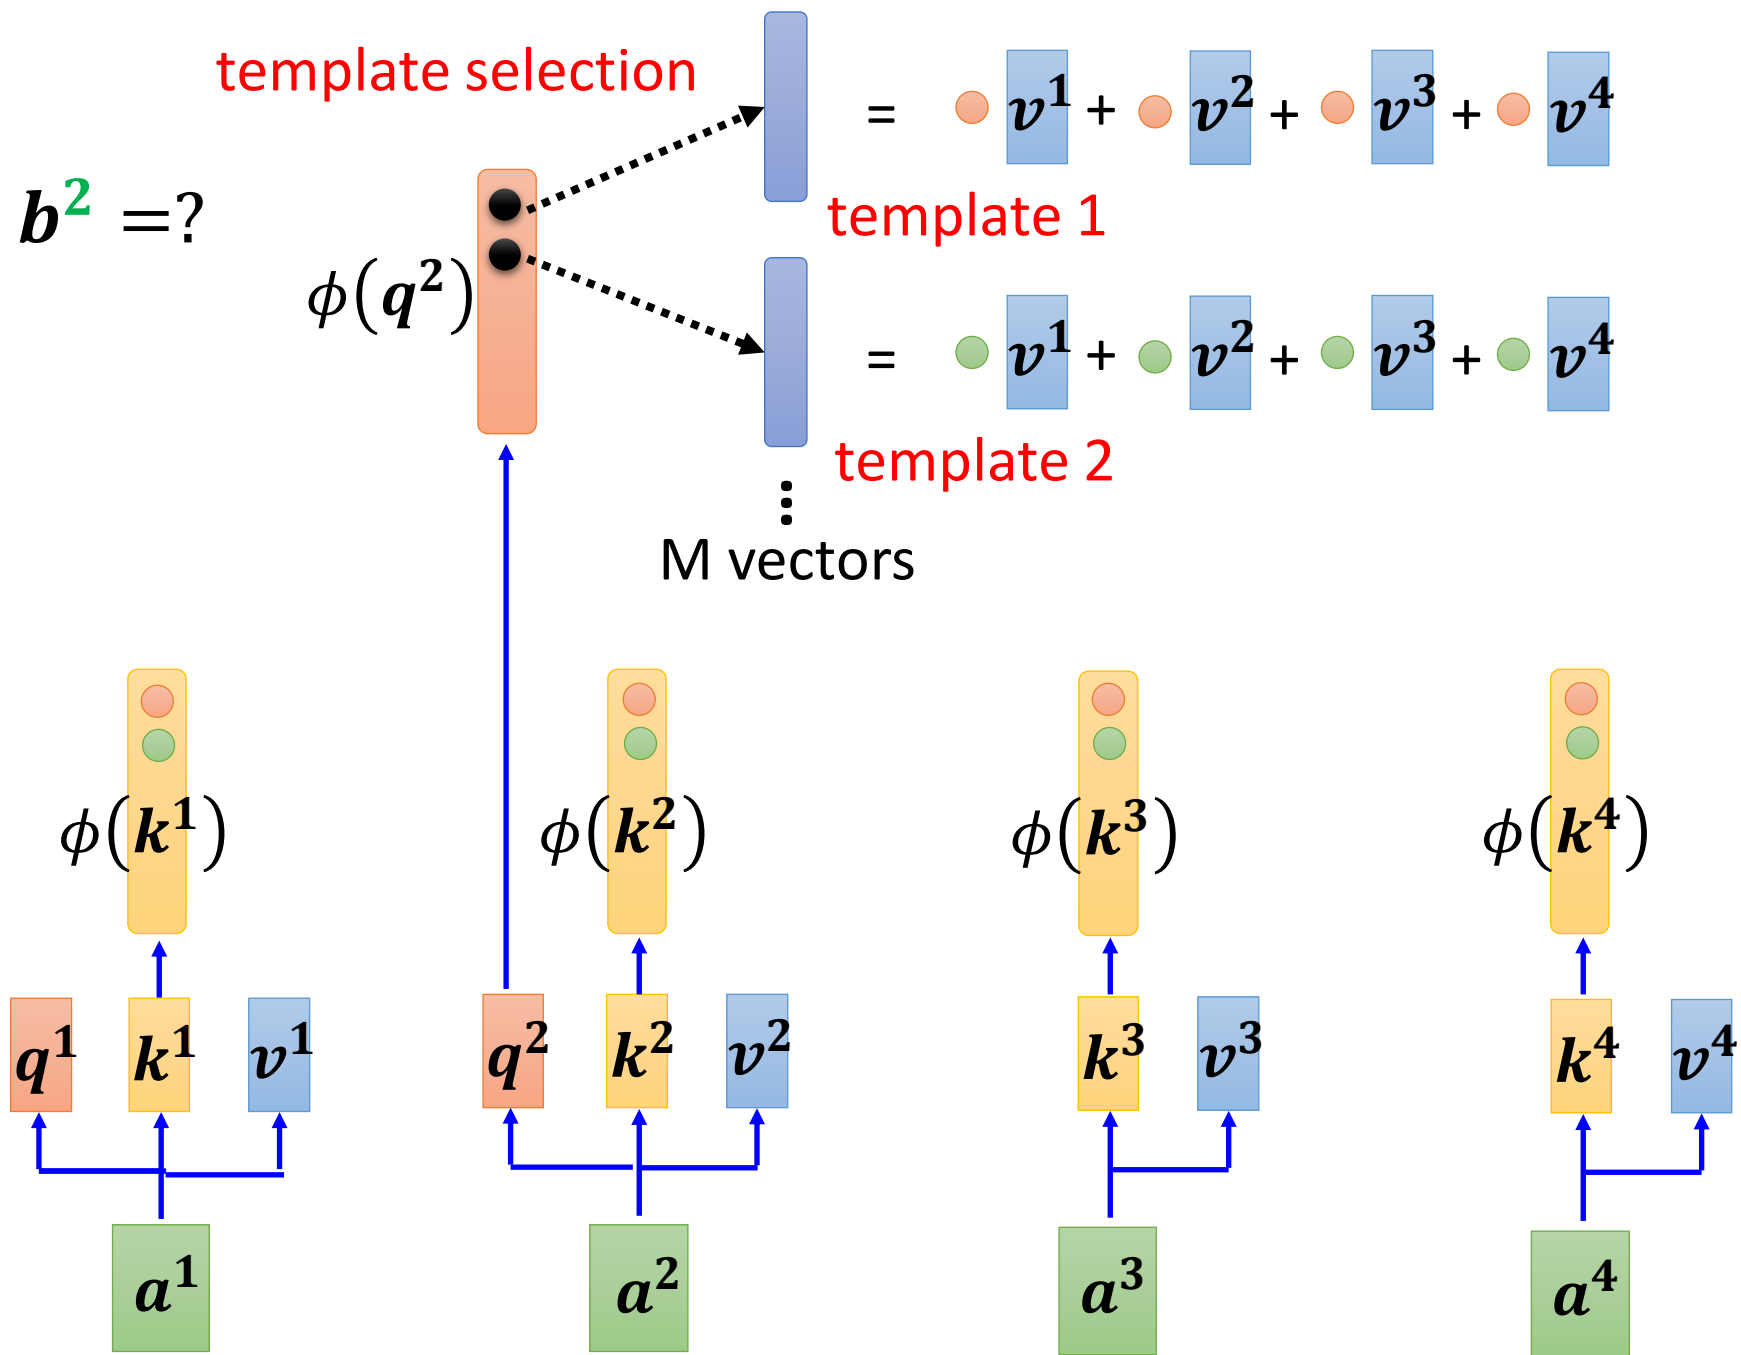 template selection
= v¹ + v² + v³ + v⁴
template 1
b² =?
ϕ(q²)
= v¹ + v² + v³ + v⁴
template 2
⋮
M vectors
ϕ(k¹) ϕ(k²) ϕ(k³) ϕ(k⁴)
q¹ k¹ v¹ q² k² v² k³ v³ k⁴ v⁴
a¹ a² a³ a⁴